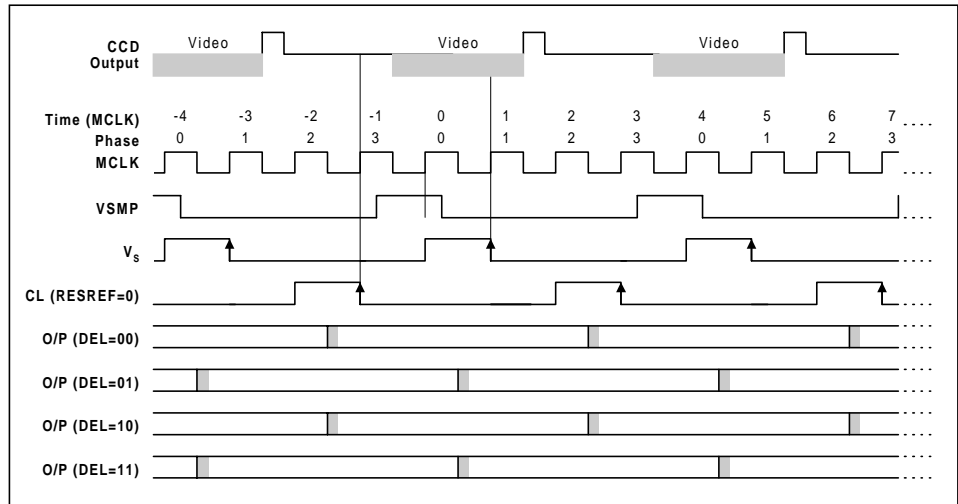 CCD Output
Video Video Video
Time (MCLK) -4 -3 -2 -1 0 1 2 3 4 5 6 7
Phase 0 1 2 3 0 1 2 3 0 1 2 3
MCLK
VSMP
VS
CL (RESREF=0)
O/P (DEL=00)
O/P (DEL=01)
O/P (DEL=10)
O/P (DEL=11)